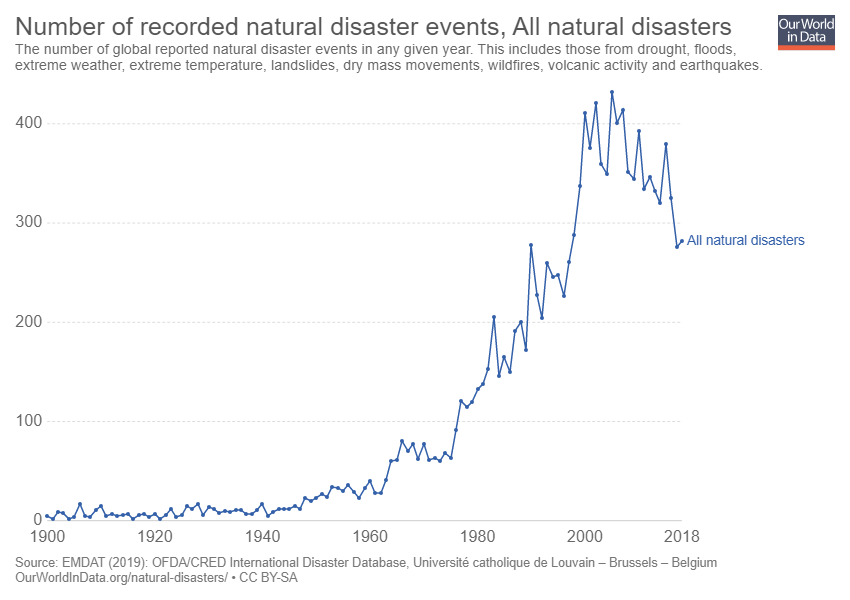 Number of recorded natural disaster events, All natural disasters
Our World
in Data
The number of global reported natural disaster events in any given year. This includes those from drought, floods,
extreme weather, extreme temperature, landslides, dry mass movements, wildfires, volcanic activity and earthquakes.
400
300
All natural disasters
200
100
0
1900 1920 1940 1960 1980 2000 2018
Source: EMDAT (2019): OFDA/CRED International Disaster Database, Université catholique de Louvain – Brussels – Belgium
OurWorldInData.org/natural-disasters/ • CC BY-SA